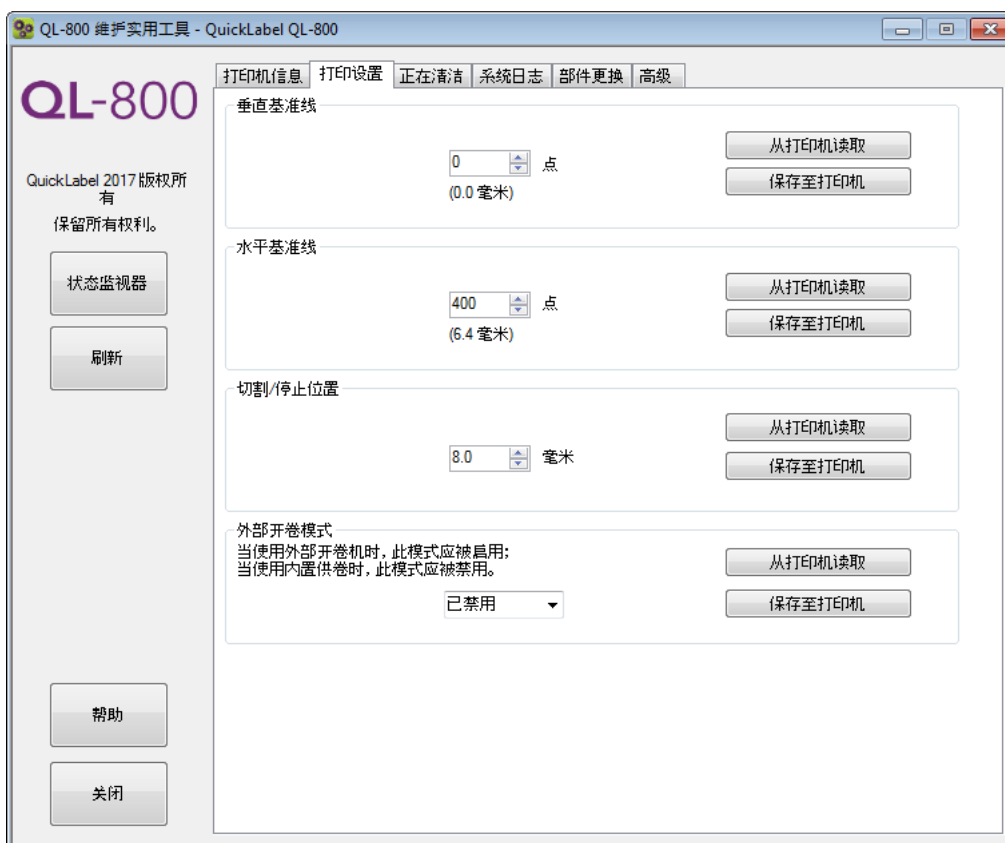 QL-800 维护实用工具 - QuickLabel QL-800
QL-800
QuickLabel 2017 版权所
有
保留所有权利。
状态监视器
刷新
帮助
关闭
打印机信息 打印设置 正在清洁 系统日志 部件更换 高级
垂直基准线
0 点
(0.0 毫米)
从打印机读取
保存至打印机
水平基准线
400 点
(6.4 毫米)
从打印机读取
保存至打印机
切割/停止位置
8.0 毫米
从打印机读取
保存至打印机
外部开卷模式
当使用外部开卷机时, 此模式应被启用;
当使用内置供卷时, 此模式应被禁用。
已禁用
从打印机读取
保存至打印机